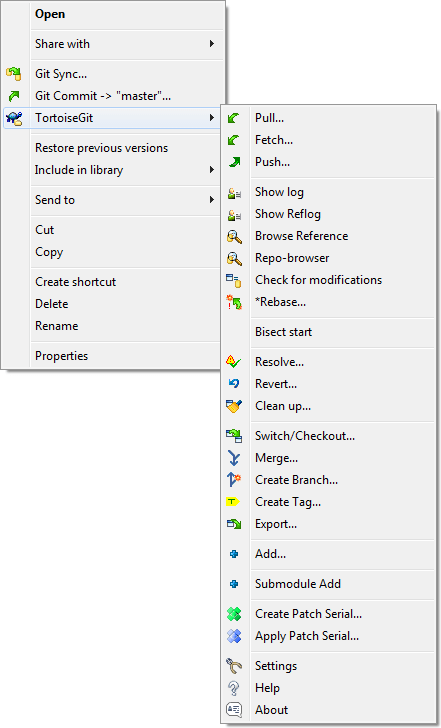 Open
Share with
Git Sync...
Git Commit -> "master"...
TortoiseGit
Restore previous versions
Include in library
Send to
Cut
Copy
Create shortcut
Delete
Rename
Properties
Pull...
Fetch...
Push...
Show log
Show Reflog
Browse Reference
Repo-browser
Check for modifications
*Rebase...
Bisect start
Resolve...
Revert...
Clean up...
Switch/Checkout...
Merge...
Create Branch...
Create Tag...
Export...
Add...
Submodule Add
Create Patch Serial...
Apply Patch Serial...
Settings
Help
About